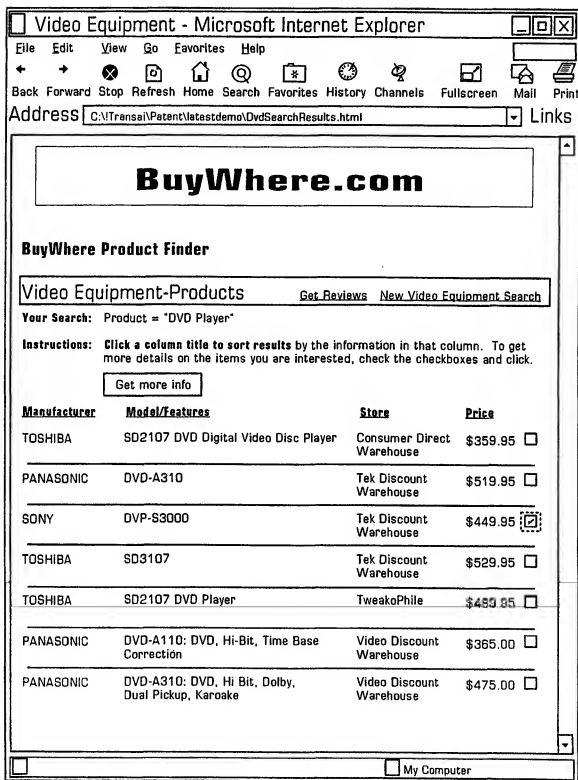 Video Equipment - Microsoft Internet Explorer
File Edit View Go Favorites Help
Back Forward Stop Refresh Home Search Favorites History Channels Fullscreen Mail Print
Address C:\!Transai\Patent\latestdemo\DvdSearchResults.html Links
BuyWhere.com
BuyWhere Product Finder
Video Equipment-Products Get Reviews New Video Equipment Search
Your Search: Product = "DVD Player"
Instructions: Click a column title to sort results by the information in that column. To get
more details on the items you are interested, check the checkboxes and click.
Get more info
Manufacturer Model/Features Store Price
TOSHIBA SD2107 DVD Digital Video Disc Player Consumer Direct $359.95
Warehouse
PANASONIC DVD-A310 Tek Discount $519.95
Warehouse
SONY DVP-S3000 Tek Discount $449.95
Warehouse
TOSHIBA SD3107 Tek Discount $529.95
Warehouse
TOSHIBA SD2107 DVD Player TweakoPhile
PANASONIC DVD-A110: DVD, Hi-Bit, Time Base Video Discount $365.00
Correction Warehouse
PANASONIC DVD-A310: DVD, Hi Bit, Dolby, Video Discount $475.00
Dual Pickup, Karoake Warehouse
My Computer